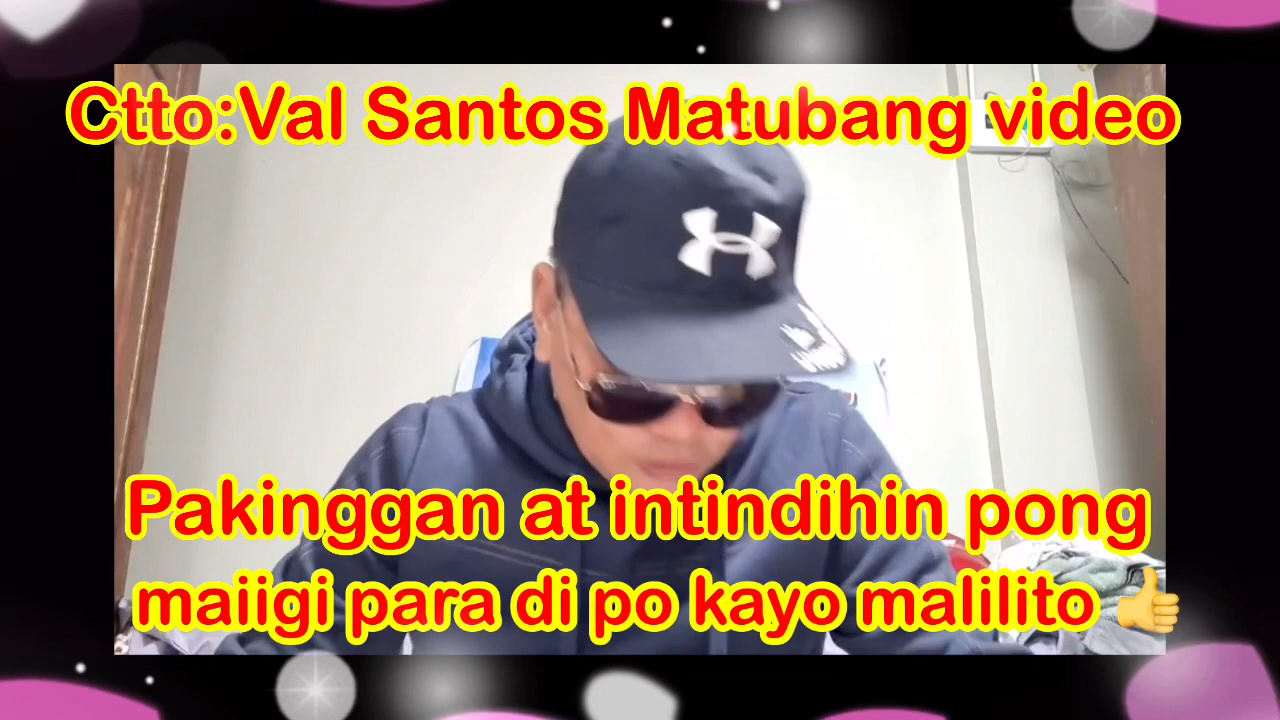 Ctto:Val Santos Matubang video
Pakinggan at intindihin pong
maiigi para di po kayo malilito 👍